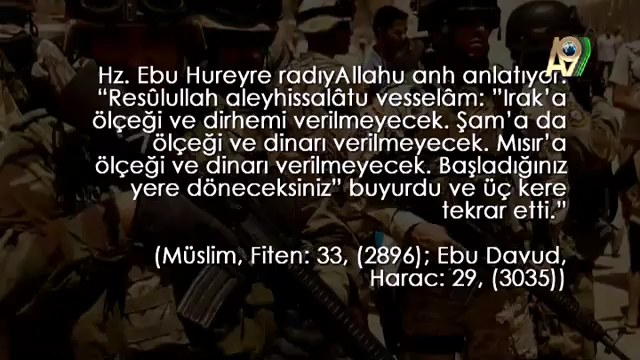 A9
Hz. Ebu Hureyre radıyAllahu anh anlatıyor:
“Resûlullah aleyhissalâtu vesselâm: ”Irak’a
ölçeği ve dirhemi verilmeyecek. Şam’a da
ölçeği ve dinarı verilmeyecek. Mısır’a
ölçeği ve dinarı verilmeyecek. Başladığınız
yere döneceksiniz” buyurdu ve üç kere
tekrar etti.”
(Müslim, Fiten: 33, (2896); Ebu Davud,
Harac: 29, (3035))